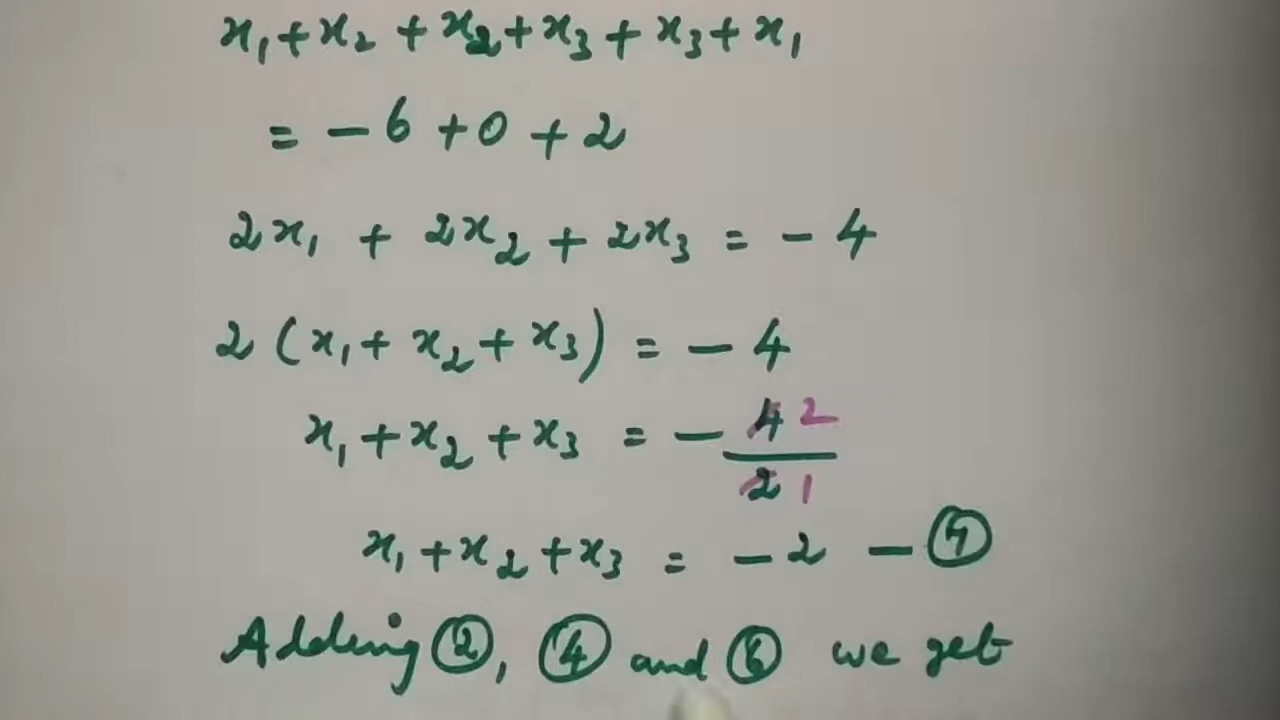 x₁+x₂ +x₂+x₃ + x₃+x₁
= -6 +0 +2
2x₁ + 2x₂ + 2x₃ = -4
2 (x₁+ x₂ + x₃) = -4
x₁ +x₂ +x₃ = - 4 2
2 1
x₁ +x₂ +x₃ = -2 - ⑦
Adding ②, ④ and ⑥ we get